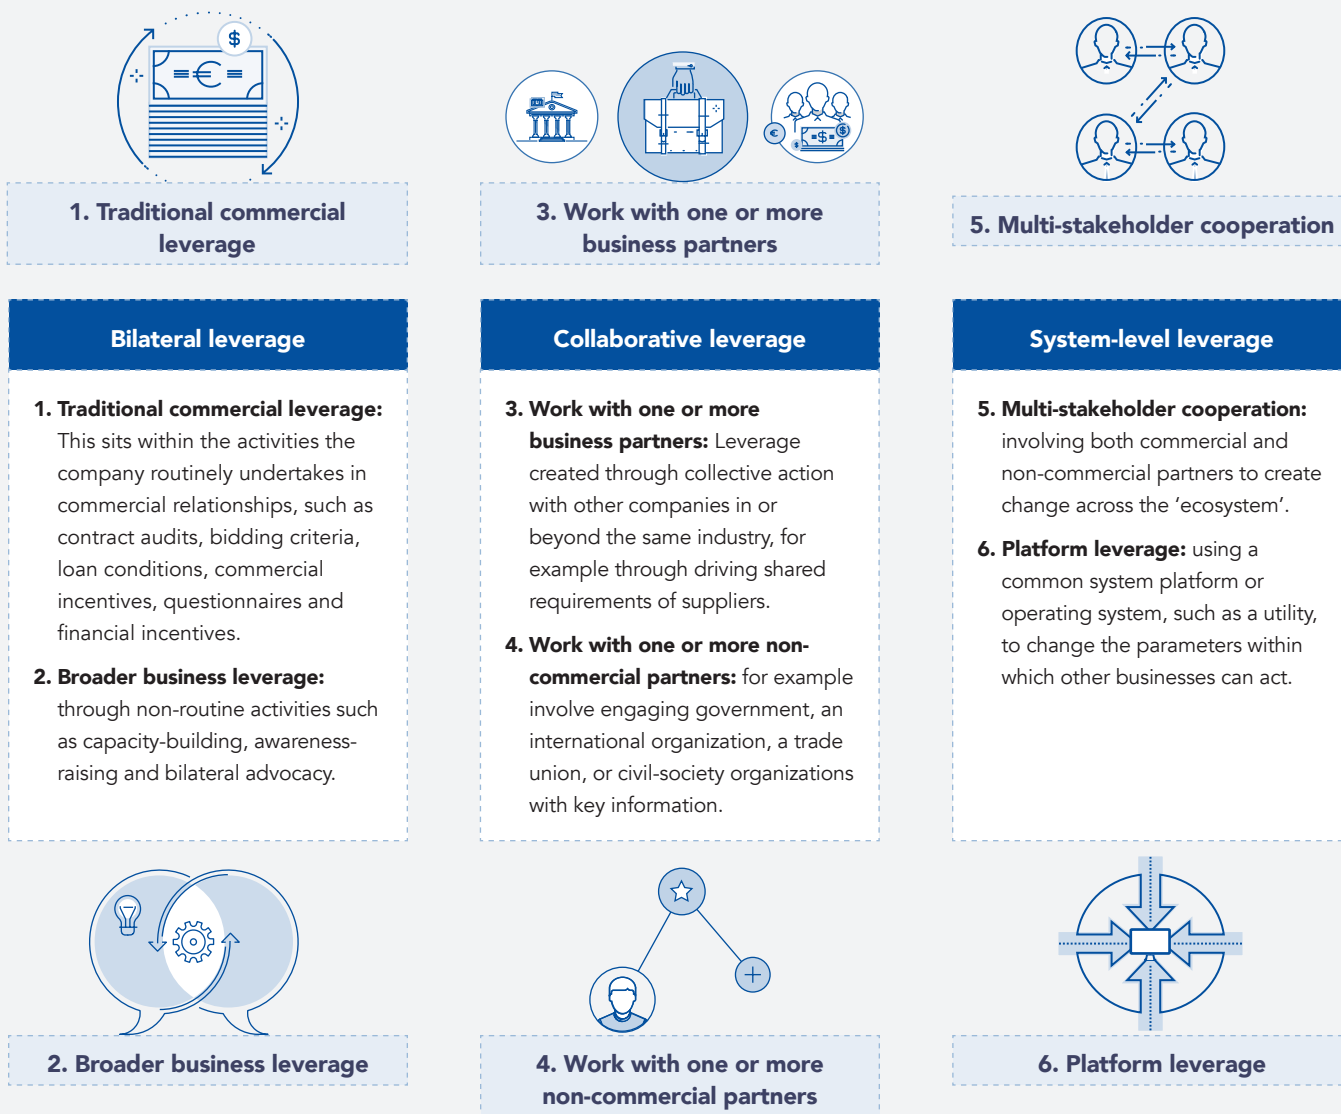 1. Traditional commercial
leverage
3. Work with one or more
business partners
5. Multi-stakeholder cooperation
Bilateral leverage
1. Traditional commercial leverage:
This sits within the activities the
company routinely undertakes in
commercial relationships, such as
contract audits, bidding criteria,
loan conditions, commercial
incentives, questionnaires and
financial incentives.
2. Broader business leverage:
through non-routine activities such
as capacity-building, awareness-
raising and bilateral advocacy.
Collaborative leverage
3. Work with one or more
business partners: Leverage
created through collective action
with other companies in or
beyond the same industry, for
example through driving shared
requirements of suppliers.
4. Work with one or more non-
commercial partners: for example
involve engaging government, an
international organization, a trade
union, or civil-society organizations
with key information.
System-level leverage
5. Multi-stakeholder cooperation:
involving both commercial and
non-commercial partners to create
change across the ‘ecosystem’.
6. Platform leverage: using a
common system platform or
operating system, such as a utility,
to change the parameters within
which other businesses can act.
2. Broader business leverage
4. Work with one or more
non-commercial partners
6. Platform leverage